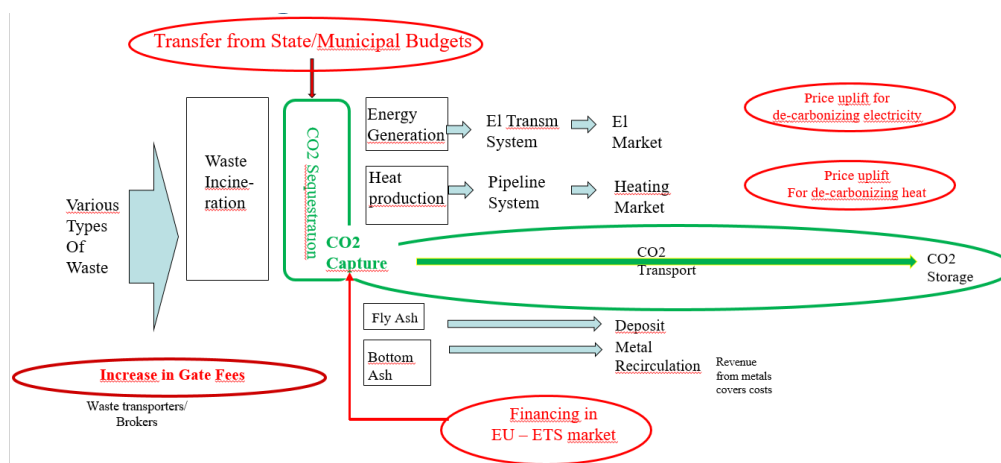 Transfer from State/Municipal Budgets
Various
Types
Of
Waste
Waste
Incine-
ration
CO2 Sequestration
CO2
Capture
Energy
Generation
El Transm
System
El
Market
Heat
production
Pipeline
System
Heating
Market
Price uplift for
de-carbonizing electricity
Price uplift
For de-carbonizing heat
CO2
Transport
CO2
Storage
Fly Ash
Deposit
Bottom
Ash
Metal
Recirculation
Revenue
from metals
covers costs
Increase in Gate Fees
Waste transporters/
Brokers
Financing in
EU – ETS market